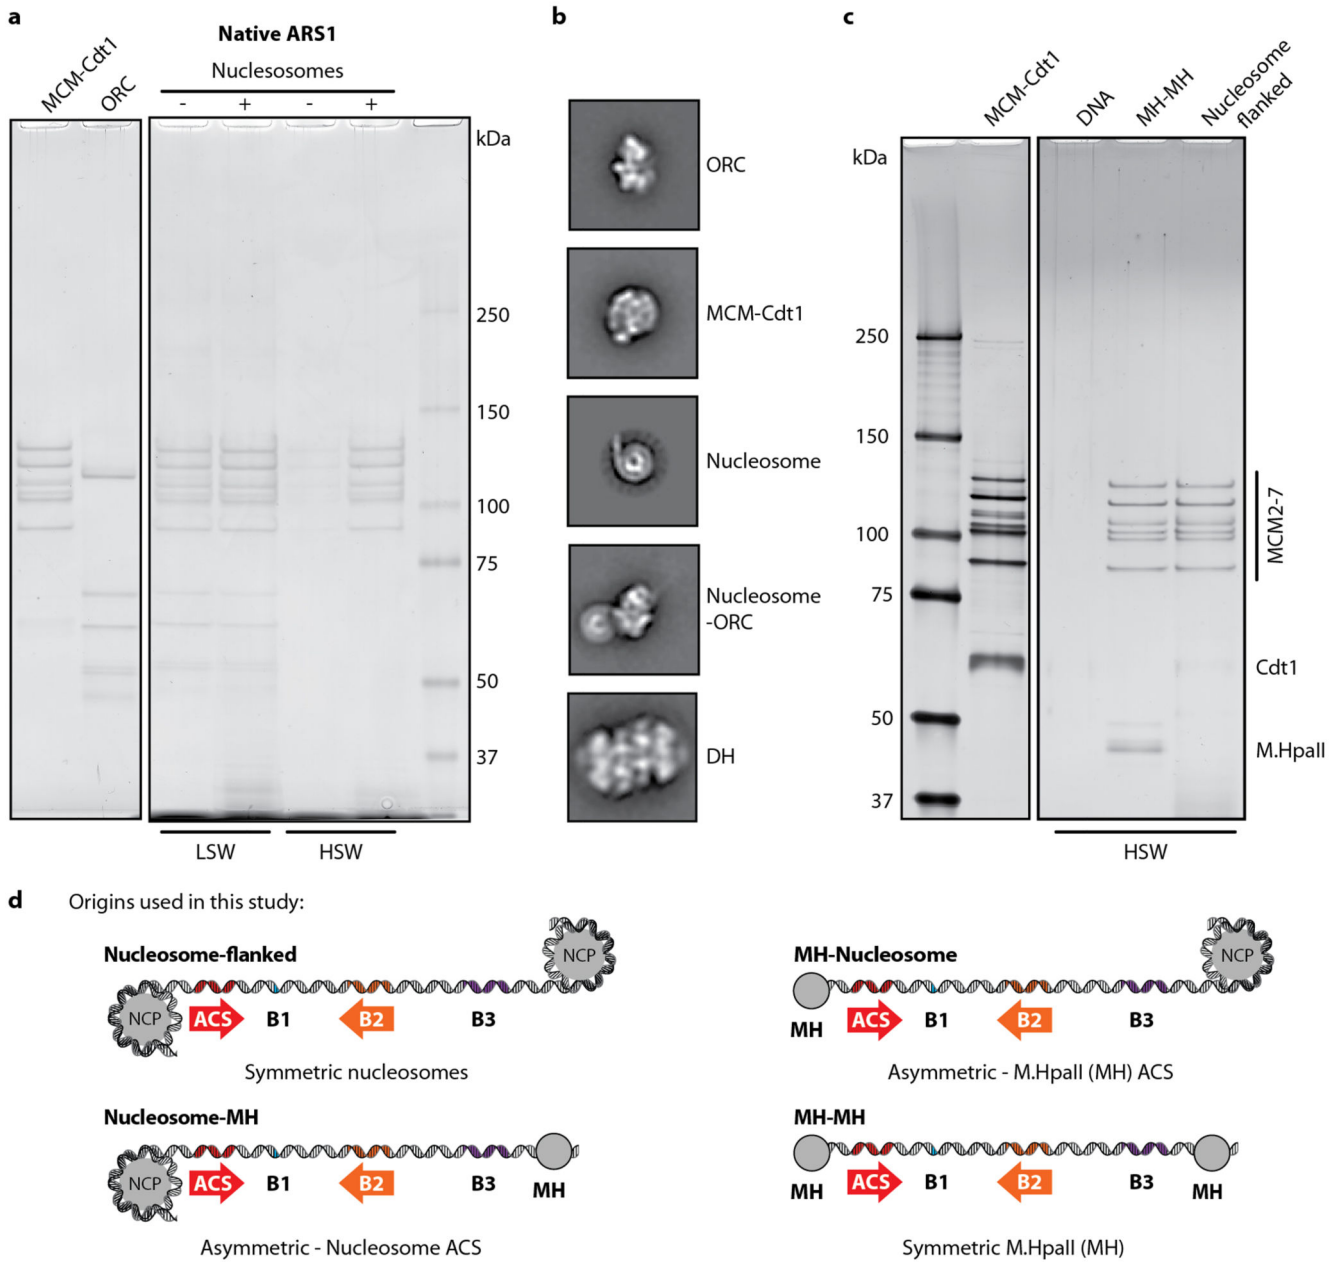 a
Native ARS1
Nuclesosomes
MCM-Cdt1
ORC
- + - +
kDa
250
150
100
75
50
37
LSW HSW
b
ORC
MCM-Cdt1
Nucleosome
Nucleosome
-ORC
DH
c
MCM-Cdt1
DNA
MH-MH
Nucleosome
flanked
kDa
250
150
100
75
50
37
MCM2-7
Cdt1
M.HpaII
HSW
d Origins used in this study:
Nucleosome-flanked
NCP
NCP
ACS B1 B2 B3
Symmetric nucleosomes
MH-Nucleosome
NCP
MH ACS B1 B2 B3
Asymmetric - M.HpaII (MH) ACS
Nucleosome-MH
NCP ACS B1 B2 B3 MH
Asymmetric - Nucleosome ACS
MH-MH
MH ACS B1 B2 B3 MH
Symmetric M.HpaII (MH)